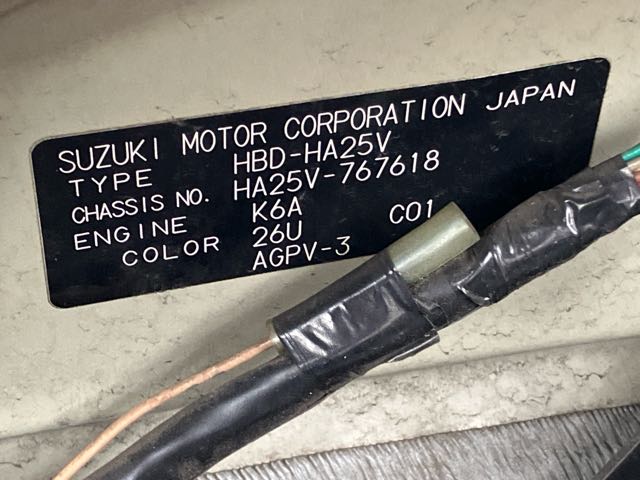 SUZUKI MOTOR CORPORATION JAPAN
TYPE HBD-HA25V
CHASSIS NO. HA25V-767618
ENGINE K6A C01
COLOR 26U
AGPV-3